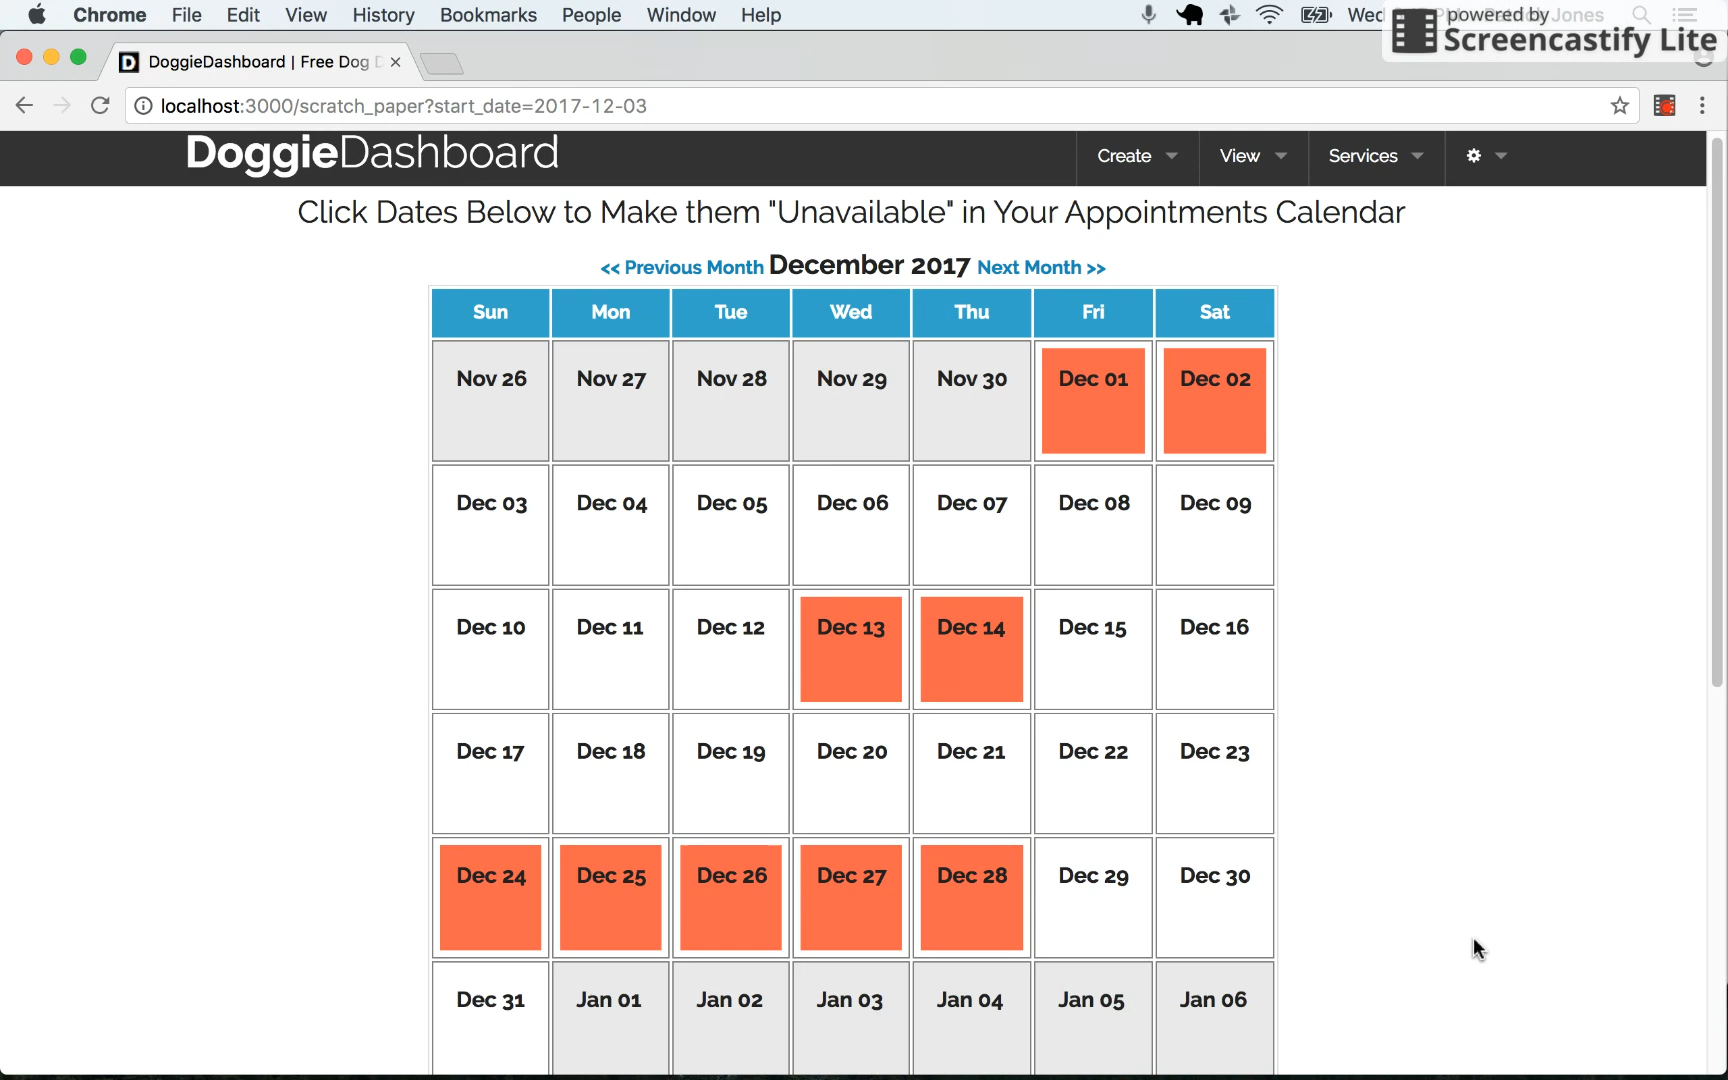 Chrome File Edit View History Bookmarks People Window Help Wed Jones
powered by
Screencastify Lite
DoggieDashboard | Free Dog D
localhost:3000/scratch_paper?start_date=2017-12-03
DoggieDashboard Create View Services
Click Dates Below to Make them "Unavailable" in Your Appointments Calendar
<< Previous Month December 2017 Next Month >>
Sun Mon Tue Wed Thu Fri Sat
Nov 26 Nov 27 Nov 28 Nov 29 Nov 30 Dec 01 Dec 02
Dec 03 Dec 04 Dec 05 Dec 06 Dec 07 Dec 08 Dec 09
Dec 10 Dec 11 Dec 12 Dec 13 Dec 14 Dec 15 Dec 16
Dec 17 Dec 18 Dec 19 Dec 20 Dec 21 Dec 22 Dec 23
Dec 24 Dec 25 Dec 26 Dec 27 Dec 28 Dec 29 Dec 30
Dec 31 Jan 01 Jan 02 Jan 03 Jan 04 Jan 05 Jan 06